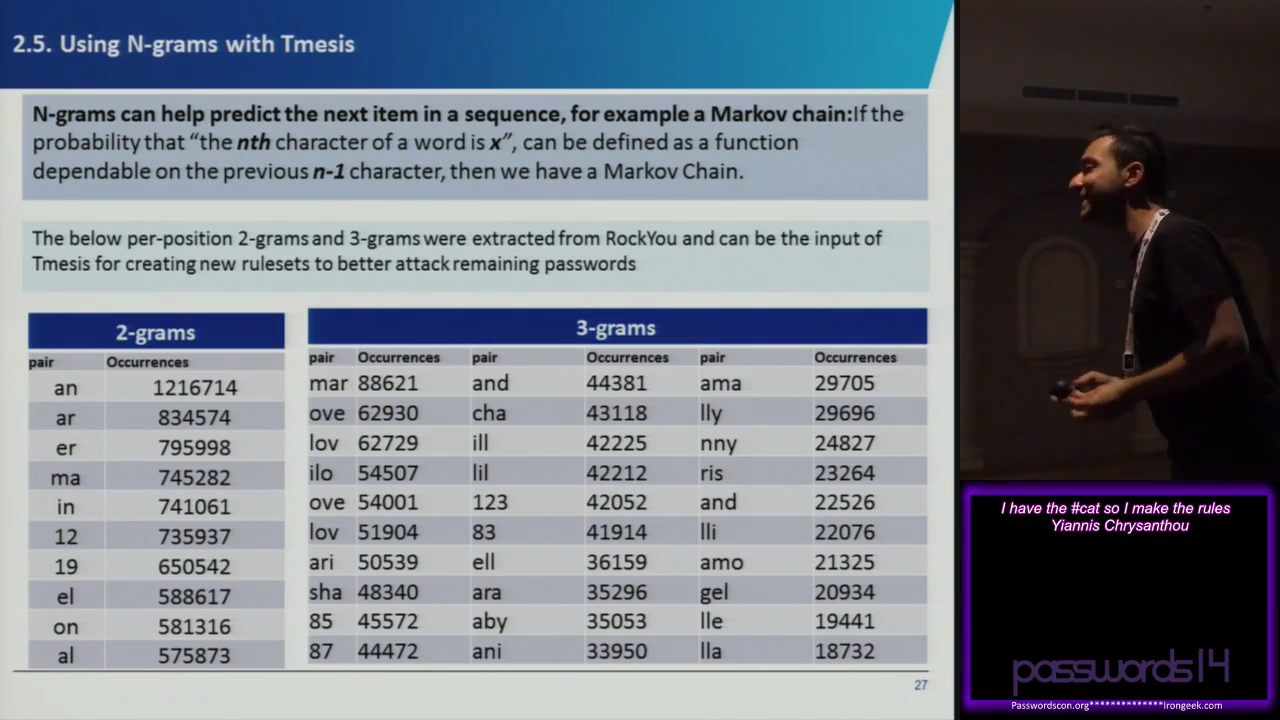 2.5. Using N-grams with Tmesis
N-grams can help predict the next item in a sequence, for example a Markov chain:If the
probability that “the nth character of a word is x”, can be defined as a function
dependable on the previous n-1 character, then we have a Markov Chain.
The below per-position 2-grams and 3-grams were extracted from RockYou and can be the input of
Tmesis for creating new rulesets to better attack remaining passwords
2-grams
pair Occurrences
an 1216714
ar 834574
er 795998
ma 745282
in 741061
12 735937
19 650542
el 588617
on 581316
al 575873
3-grams
pair Occurrences pair Occurrences pair Occurrences
mar 88621 and 44381 ama 29705
ove 62930 cha 43118 lly 29696
lov 62729 ill 42225 nny 24827
ilo 54507 lil 42212 ris 23264
ove 54001 123 42052 and 22526
lov 51904 83 41914 lli 22076
ari 50539 ell 36159 amo 21325
sha 48340 ara 35296 gel 20934
85 45572 aby 35053 lle 19441
87 44472 ani 33950 lla 18732
27
I have the #cat so I make the rules
Yiannis Chrysanthou
passwords14
Passwordscon.org**************Irongeek.com